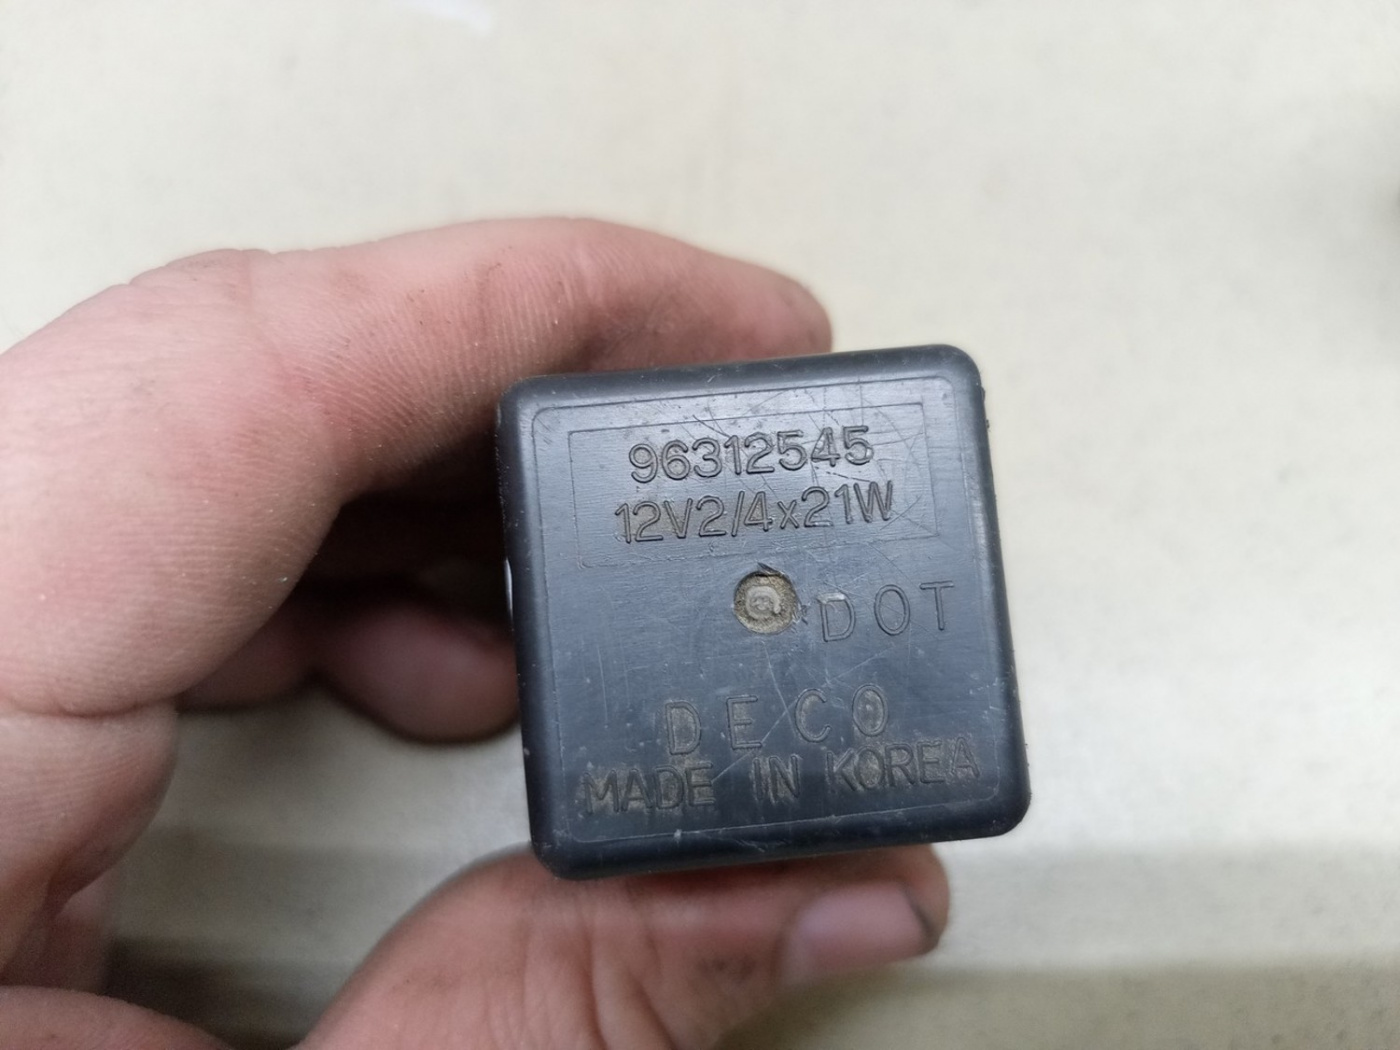 96312545
12V2/4x21W
DOT
DECO
MADE IN KOREA